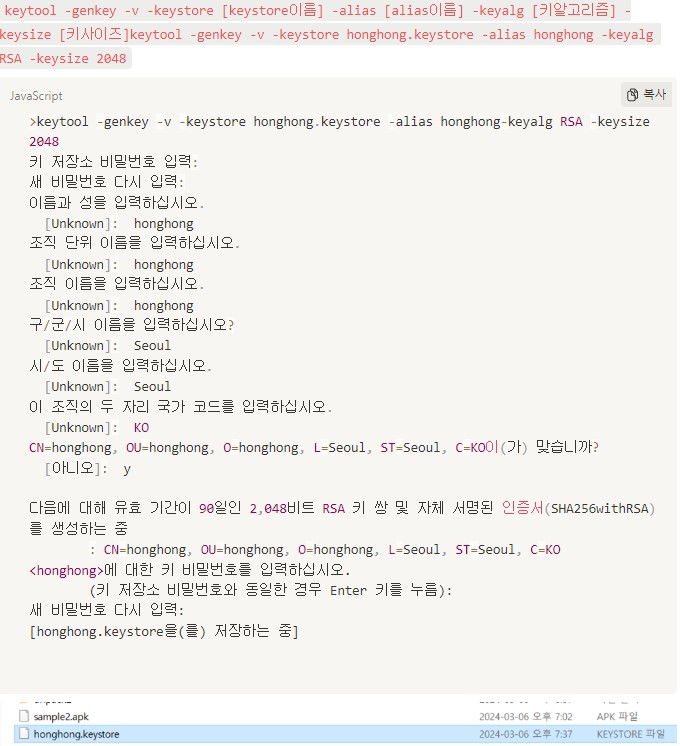 keytool -genkey -v -keystore [keystore이름] -alias [alias이름] -keyalg [키알고리즘] -
keysize [키사이즈]keytool -genkey -v -keystore honghong.keystore -alias honghong -keyalg
RSA -keysize 2048
JavaScript
복사
>keytool -genkey -v -keystore honghong.keystore -alias honghong-keyalg RSA -keysize
2048
키 저장소 비밀번호 입력:
새 비밀번호 다시 입력:
이름과 성을 입력하십시오.
[Unknown]:  honghong
조직 단위 이름을 입력하십시오.
[Unknown]:  honghong
조직 이름을 입력하십시오.
[Unknown]:  honghong
구/군/시 이름을 입력하십시오?
[Unknown]:  Seoul
시/도 이름을 입력하십시오.
[Unknown]:  Seoul
이 조직의 두 자리 국가 코드를 입력하십시오.
[Unknown]:  KO
CN=honghong, OU=honghong, O=honghong, L=Seoul, ST=Seoul, C=KO이(가) 맞습니까?
[아니오]:  y
다음에 대해 유효 기간이 90일인 2,048비트 RSA 키 쌍 및 자체 서명된 인증서(SHA256withRSA)
를 생성하는 중
: CN=honghong, OU=honghong, O=honghong, L=Seoul, ST=Seoul, C=KO
<honghong>에 대한 키 비밀번호를 입력하십시오.
(키 저장소 비밀번호와 동일한 경우 Enter 키를 누름):
새 비밀번호 다시 입력:
[honghong.keystore을(를) 저장하는 중]
sample2.apk 2024-03-06 오후 7:02 APK 파일
honghong.keystore 2024-03-06 오후 7:37 KEYSTORE 파일